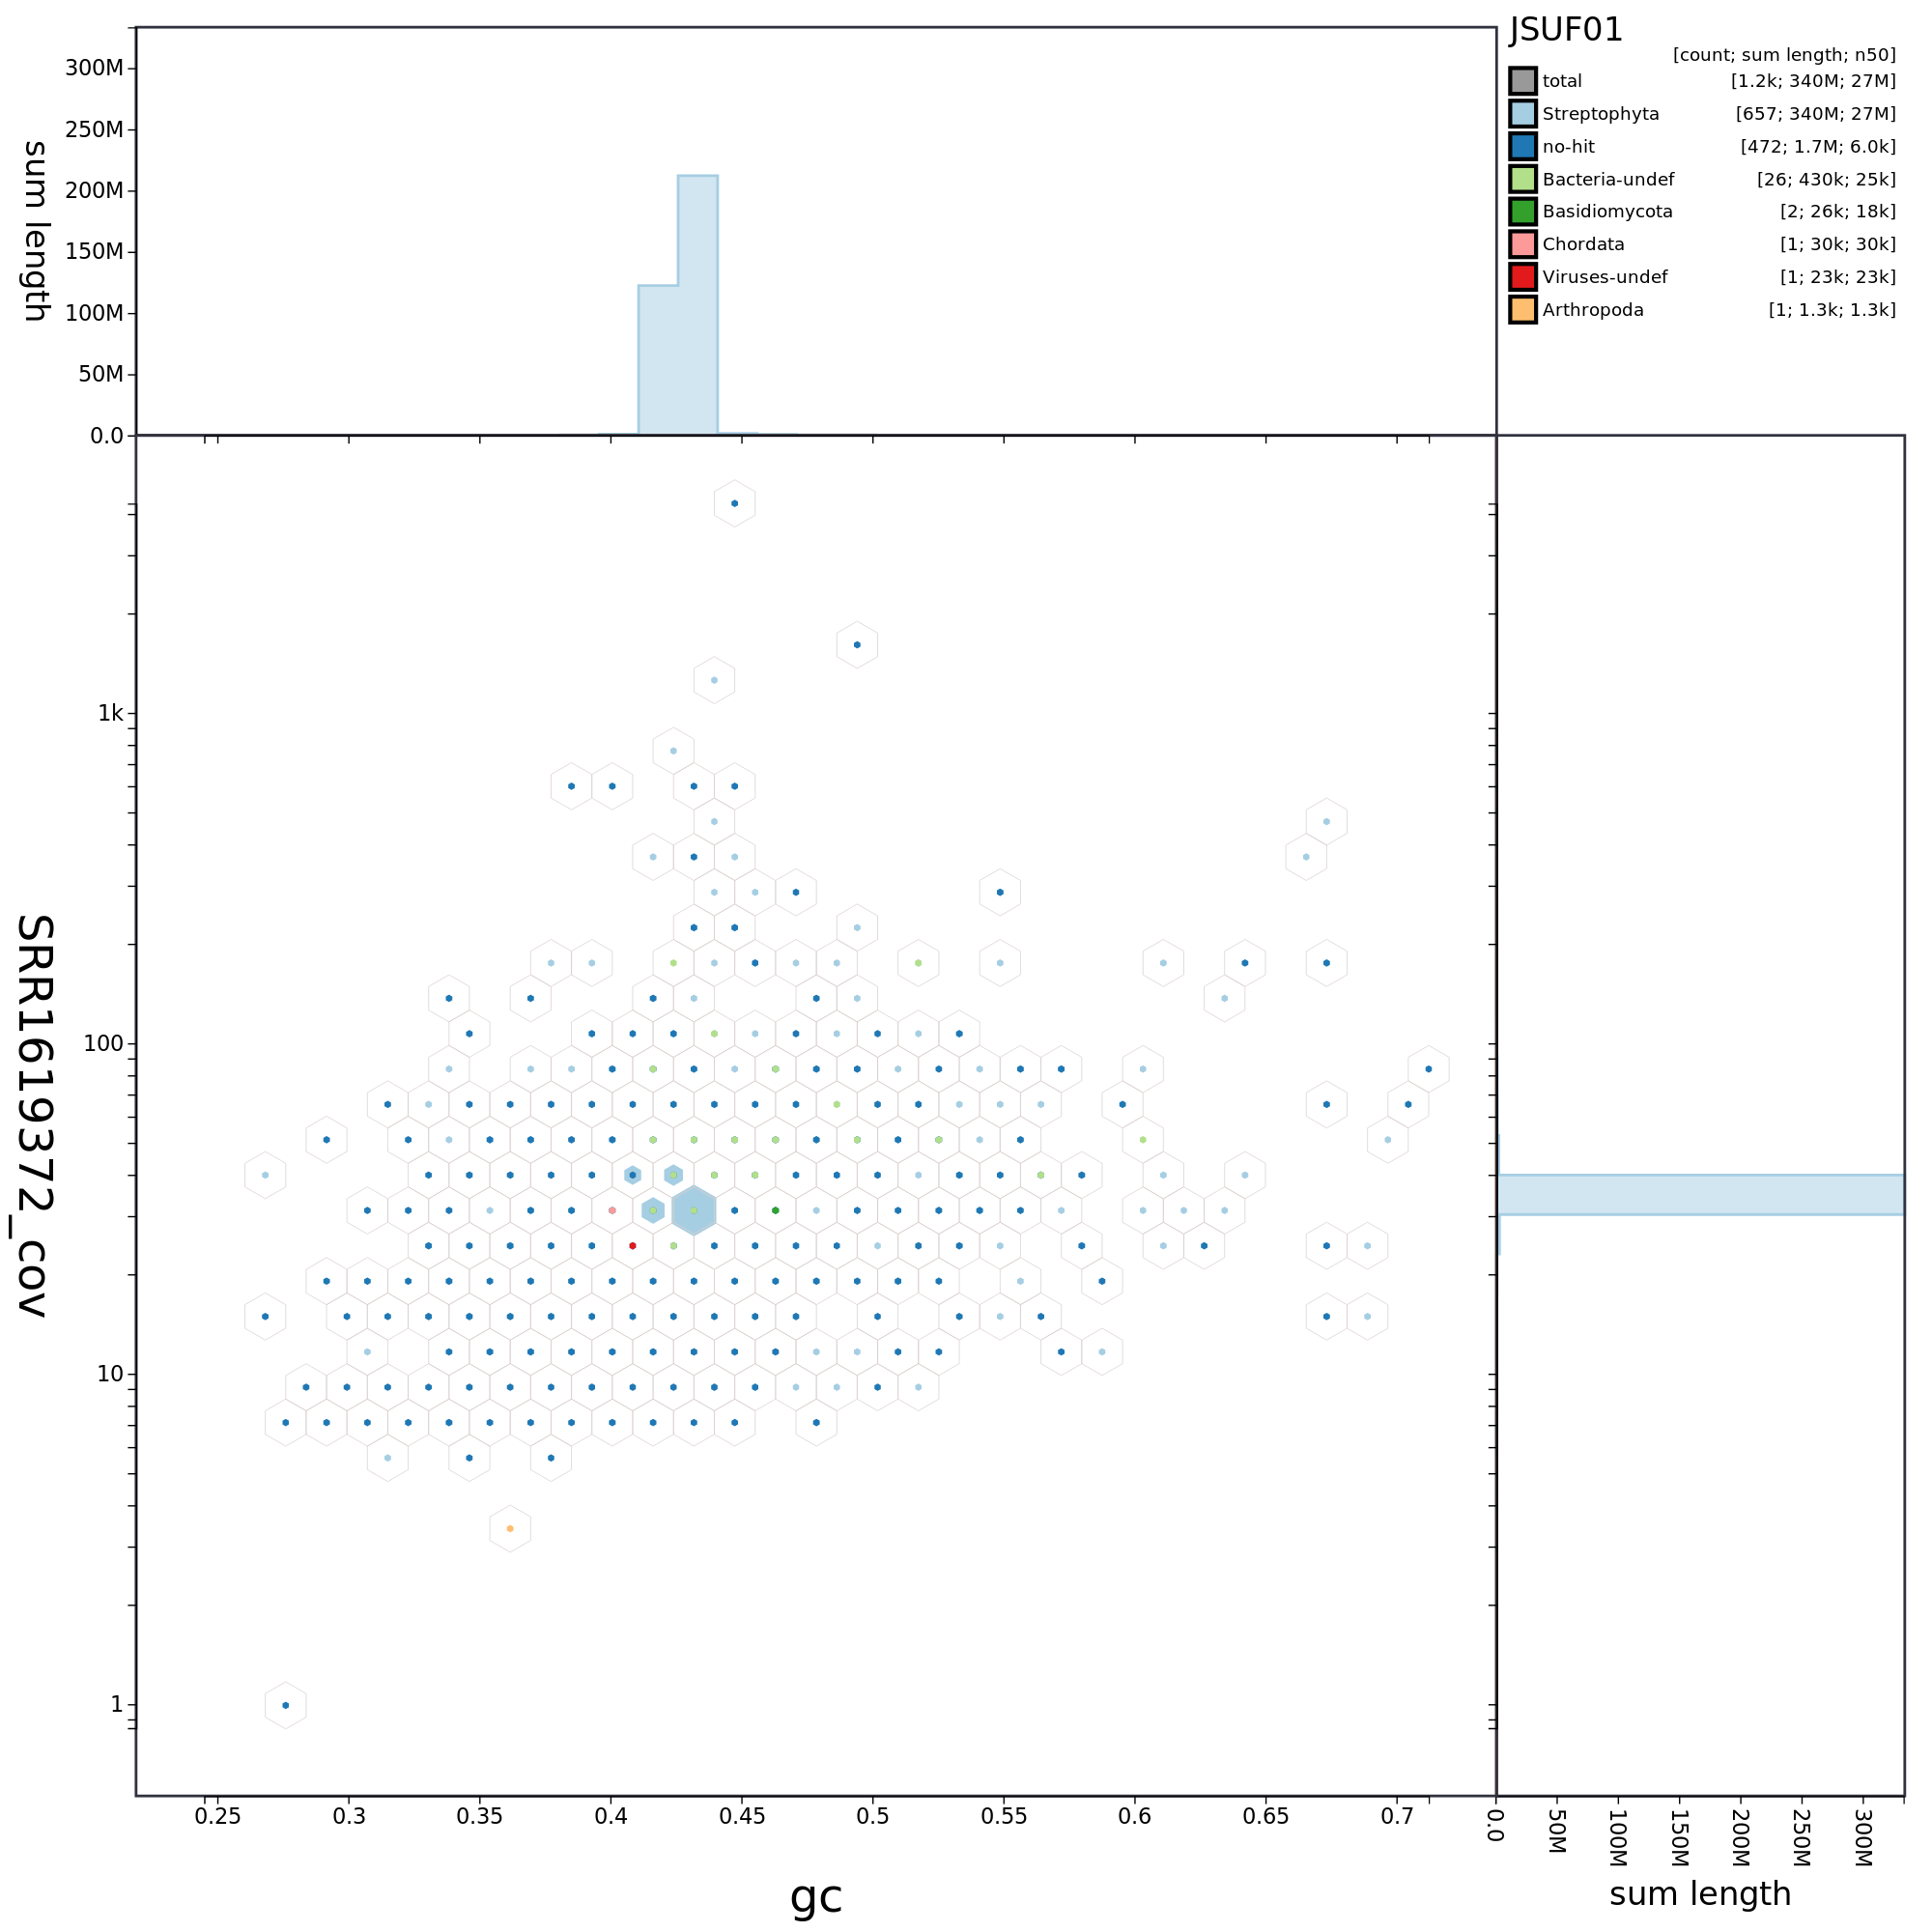 JSUF01
[count; sum length; n50]
total [1.2k; 340M; 27M]
Streptophyta [657; 340M; 27M]
no-hit [472; 1.7M; 6.0k]
Bacteria-undef [26; 430k; 25k]
Basidiomycota [2; 26k; 18k]
Chordata [1; 30k; 30k]
Viruses-undef [1; 23k; 23k]
Arthropoda [1; 1.3k; 1.3k]
sum length
300M
250M
200M
150M
100M
50M
0.0
SRR16619372_cov
1k
100
10
1
0.25 0.3 0.35 0.4 0.45 0.5 0.55 0.6 0.65 0.7
gc
0.0 50M 100M 150M 200M 250M 300M
sum length